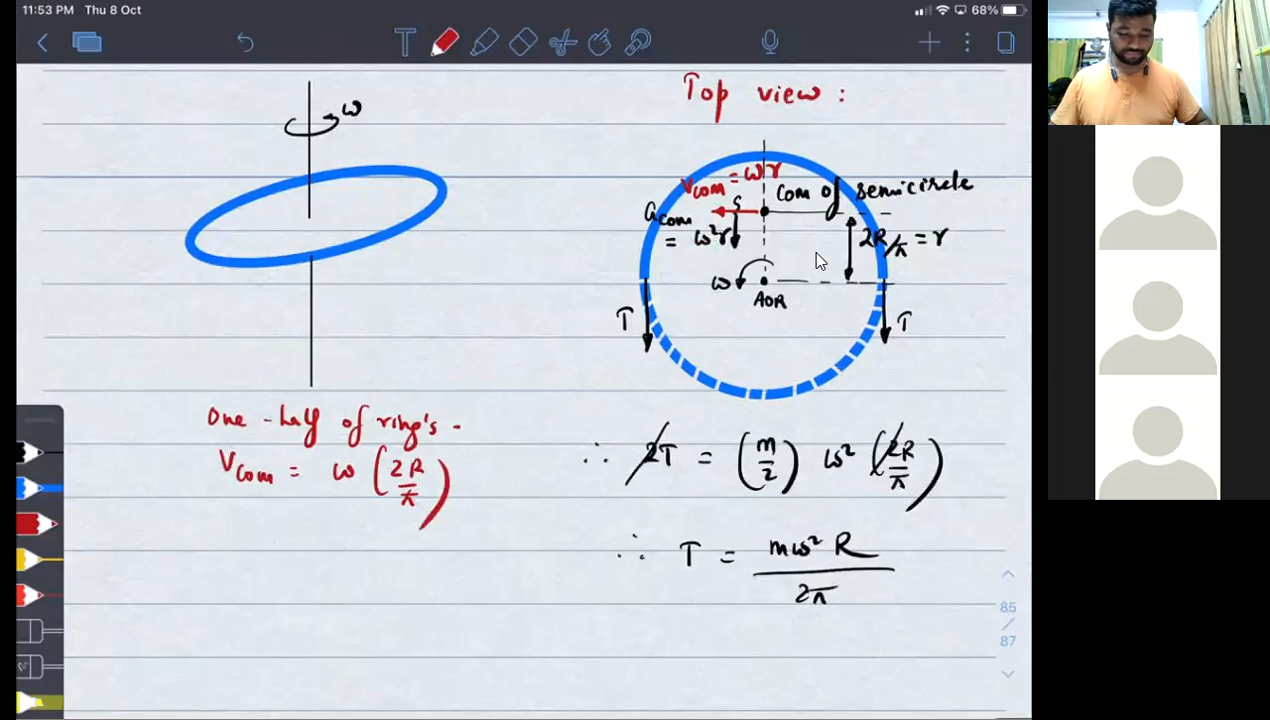 11:53 PM Thu 8 Oct
68%
T
Top view :
ω
Vcom = ωr
Com of semicircle
acom
= ω²r
2R/π = r
ω
AOR
T
T
One-half of ring's -
Vcom = ω (2R/π)
∴ 2T = (m/2) ω² (2R/π)
∴ T = mω² R / 2π
85
/
87